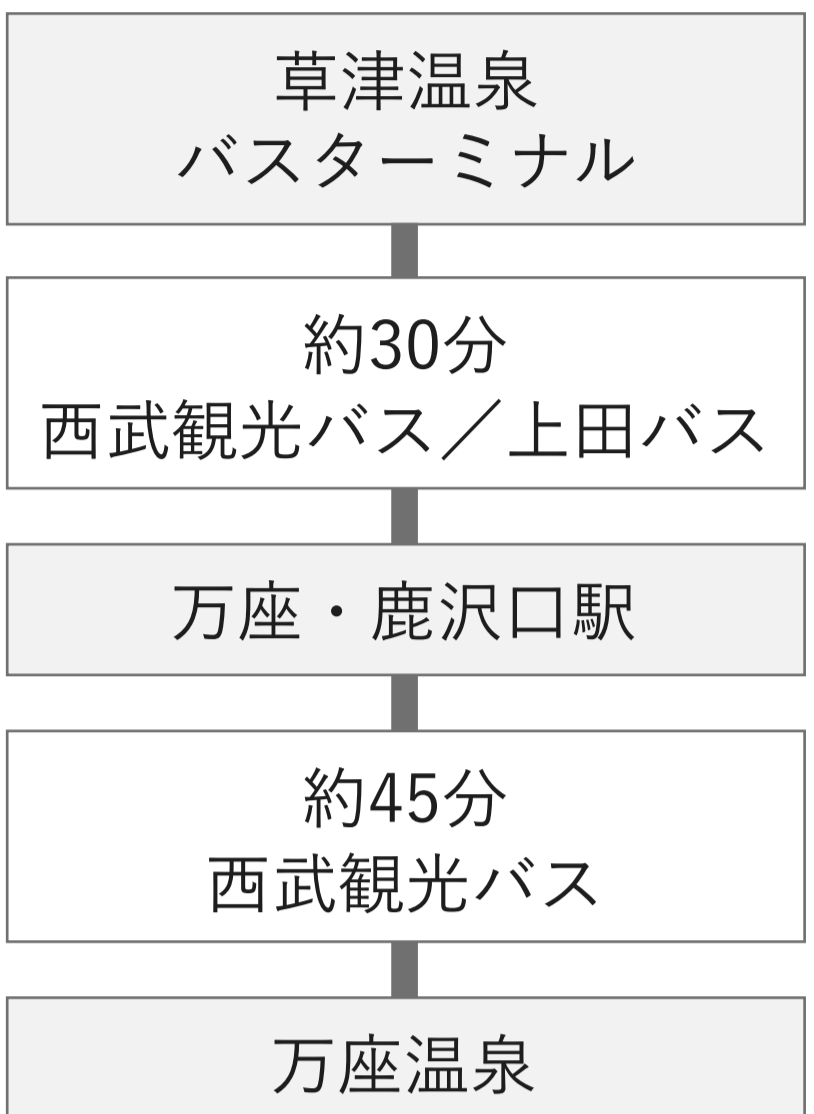 草津温泉
バスターミナル
約30分
西武観光バス／上田バス
万座・鹿沢口駅
約45分
西武観光バス
万座温泉